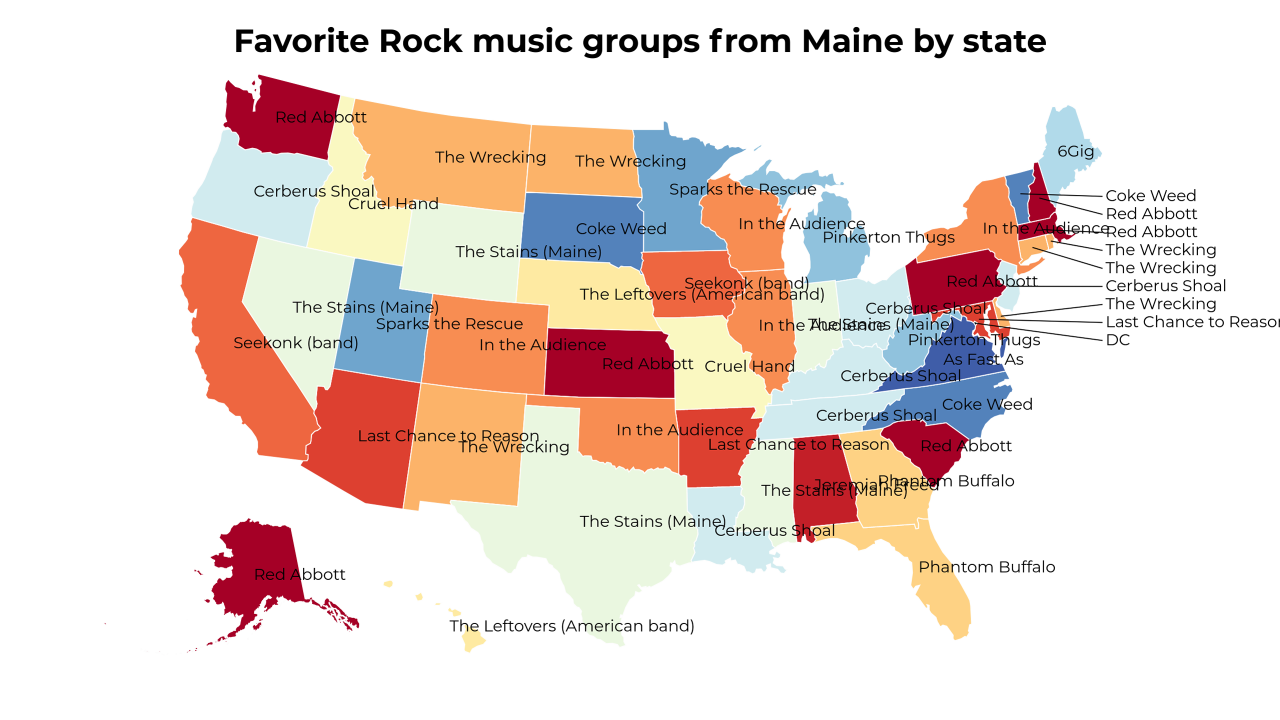 Favorite Rock music groups from Maine by state
Red Abbott
6Gig
The Wrecking
The Wrecking
Sparks the Rescue
Cerberus Shoal
Coke Weed
Cruel Hand
Red Abbott
In the Audience
Coke Weed
In the Audience
Red Abbott
Pinkerton Thugs
The Stains (Maine)
The Wrecking
The Wrecking
Red Abbott
Seekonk (band)
Cerberus Shoal
The Leftovers (American band)
The Wrecking
The Stains (Maine)
Cerberus Shoal
Sparks the Rescue
In the Audience
The Stains (Maine)
Last Chance to Reason
Seekonk (band)
In the Audience
Pinkerton Thugs
DC
As Fast As
Red Abbott
Cruel Hand
Cerberus Shoal
Coke Weed
Cerberus Shoal
In the Audience
Last Chance to Reason
The Wrecking
Last Chance to Reason
Red Abbott
Phantom Buffalo
Jeremiah Freed
The Stains (Maine)
The Stains (Maine)
Cerberus Shoal
Phantom Buffalo
Red Abbott
The Leftovers (American band)